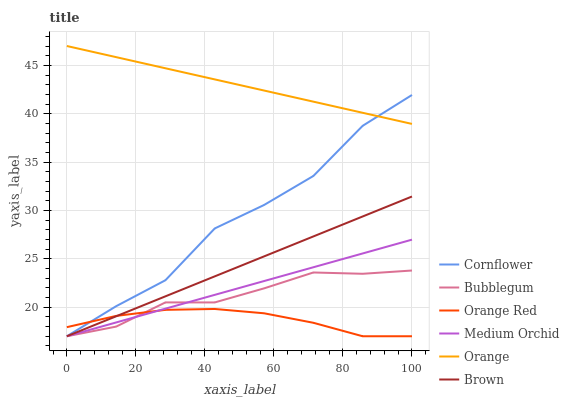 title
yaxis_label
45
40
35
30
25
20
0
20
40
60
80
100
xaxis_label
Cornflower
Bubblegum
Orange Red
Medium Orchid
Orange
Brown